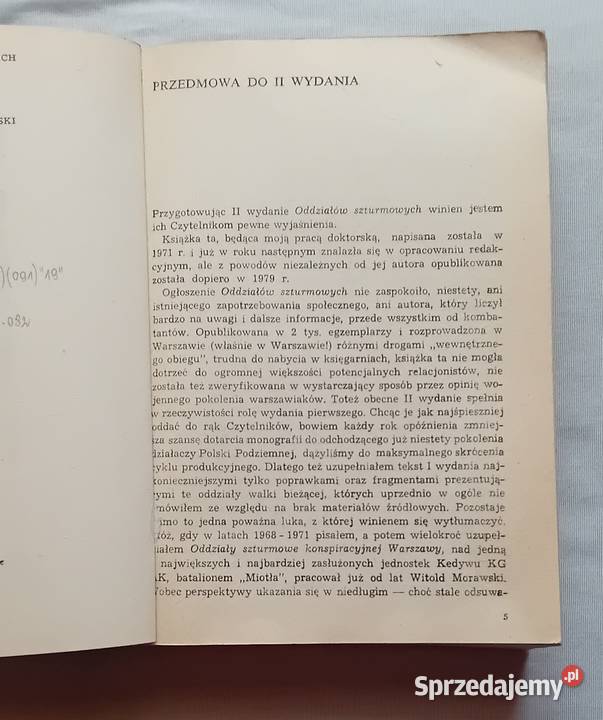 CH
SKI
)(091)"19"
-.082
PRZEDMOWA DO II WYDANIA
Przygotowując II wydanie Oddziałów szturmowych winien jestem
ich Czytelnikom pewne wyjaśnienia.
Książka ta, będąca moją pracą doktorską, napisana została w
1971 r. i już w roku następnym znalazła się w opracowaniu redak-
cyjnym, ale z powodów niezależnych od jej autora opublikowana
została dopiero w 1979 r.
Ogłoszenie Oddziałów szturmowych nie zaspokoiło, niestety, ani
istniejącego zapotrzebowania społecznego, ani autora, który liczył
bardzo na uwagi i dalsze informacje, przede wszystkim od komba-
tantów. Opublikowana w 2 tys. egzemplarzy i rozprowadzona w
Warszawie (właśnie w Warszawie!) różnymi drogami „wewnętrzne-
go obiegu", trudna do nabycia w księgarniach, książka ta nie mogła
dotrzeć do ogromnej większości potencjalnych relacjonistów, nie
została też zweryfikowana w wystarczający sposób przez opinię wo-
jennego pokolenia warszawiaków. Toteż obecne II wydanie spełnia
w rzeczywistości rolę wydania pierwszego. Chcąc je jak najśpieszniej
oddać do rąk Czytelników, bowiem każdy rok opóźnienia zmniej-
sza szansę dotarcia monografii do odchodzącego już niestety pokolenia
działaczy Polski Podziemnej, dążyliśmy do maksymalnego skrócenia
cyklu produkcyjnego. Dlatego też uzupełniałem tekst I wydania naj-
konieczniejszymi tylko poprawkami oraz fragmentami prezentują-
cymi te oddziały walki bieżącej, których uprzednio w ogóle nie
mówiłem ze względu na brak materiałów źródłowych. Pozostaje
imo to jedna poważna luka, z której winienem się wytłumaczyć.
tóż, gdy w latach 1968-1971 pisałem, a potem wielokroć uzupeł-
iałem Oddziały szturmowe konspiracyjnej Warszawy, nad jedną
największych i najbardziej zasłużonych jednostek Kedywu KG
AK, batalionem „Miotła", pracował już od lat Witold Morawski.
Wobec perspektywy ukazania się w niedługim — choć stale odsuwa-
5
e
Sprzedajemy.pl